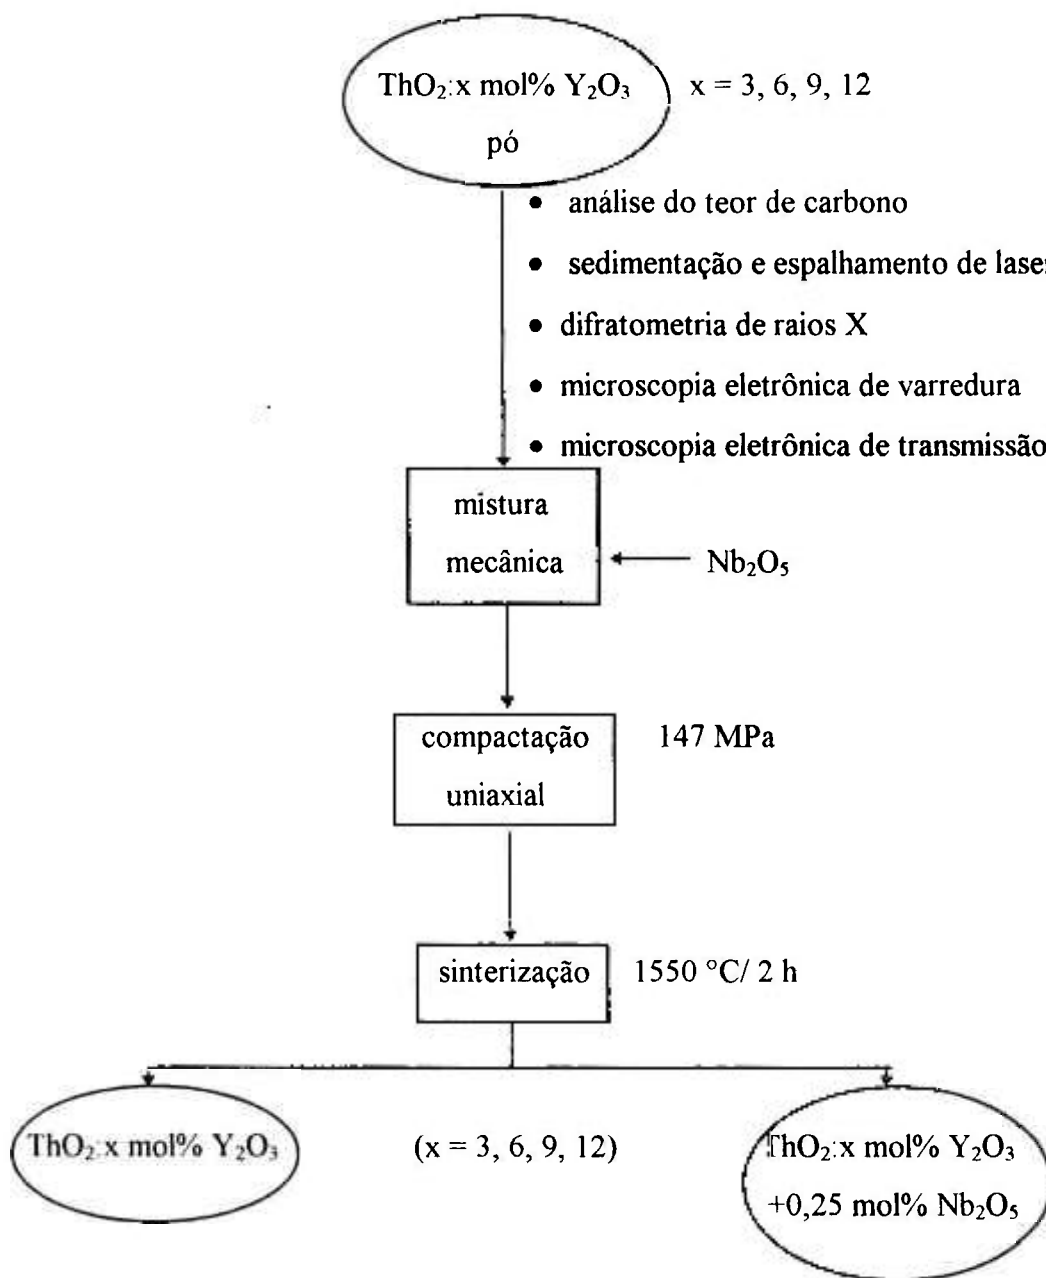 ThO₂:x mol% Y₂O₃ x = 3, 6, 9, 12
pó
• análise do teor de carbono
• sedimentação e espalhamento de laser
• difratometria de raios X
• microscopia eletrônica de varredura
• microscopia eletrônica de transmissão
mistura
mecânica
Nb₂O₅
compactação 147 MPa
uniaxial
sinterização 1550 °C/ 2 h
ThO₂:x mol% Y₂O₃ (x = 3, 6, 9, 12) ThO₂:x mol% Y₂O₃
+0,25 mol% Nb₂O₅